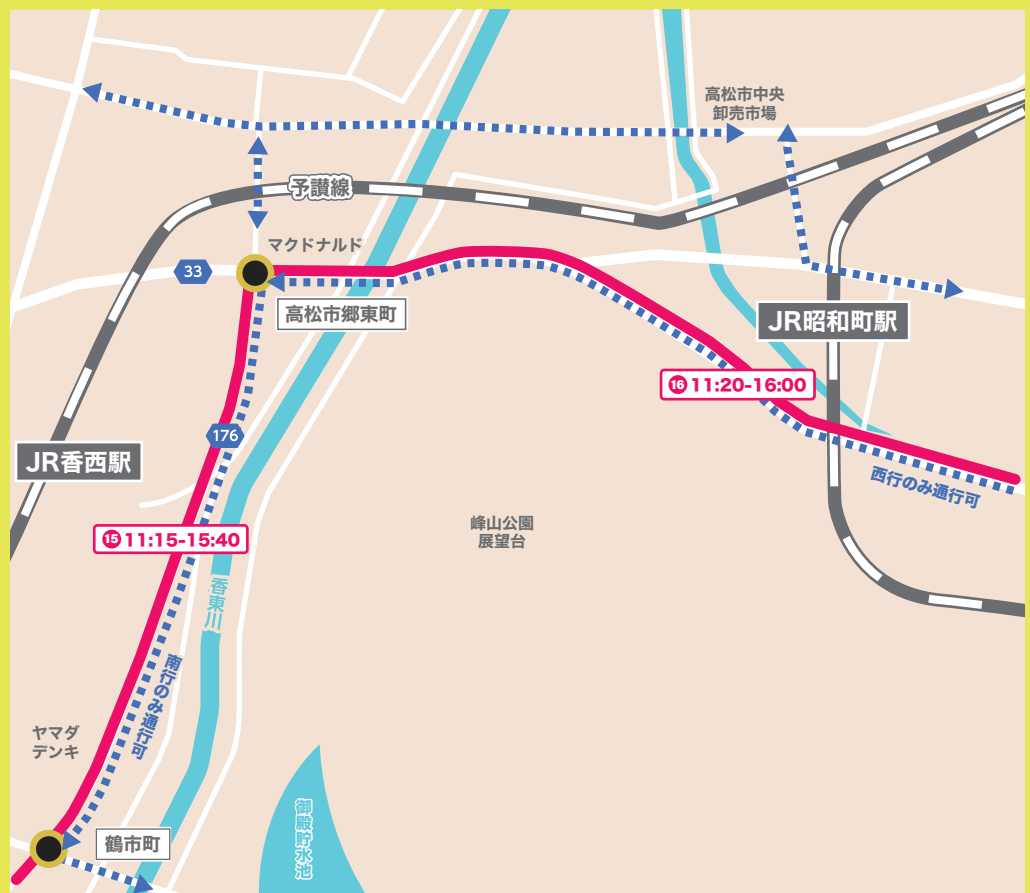 高松市中央
卸売市場
予讃線
マクドナルド
33
高松市郷東町
JR昭和町駅
⑯11:20-16:00
176
JR香西駅
西行のみ通行可
峰山公園
展望台
⑮11:15-15:40
香東川
南行のみ通行可
ヤマダ
デンキ
御殿貯水池
鶴市町